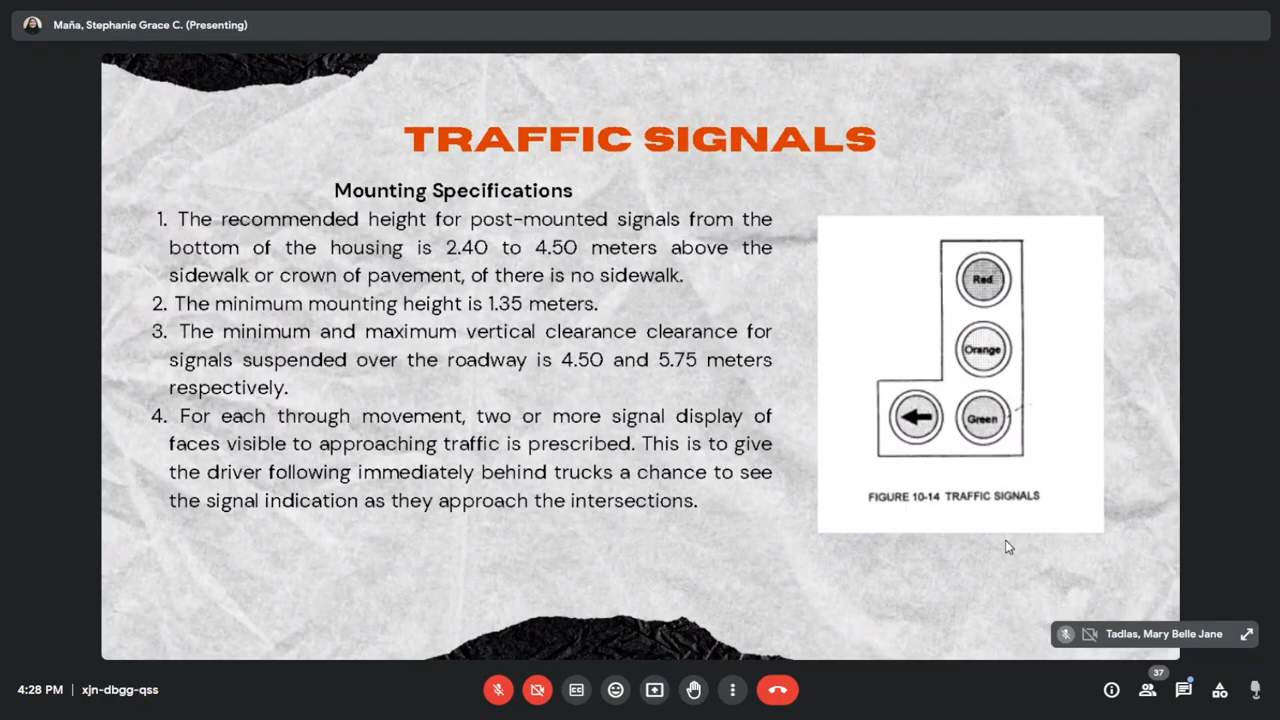 Maña, Stephanie Grace C. (Presenting)
TRAFFIC SIGNALS
Mounting Specifications
1. The recommended height for post-mounted signals from the
bottom of the housing is 2.40 to 4.50 meters above the
sidewalk or crown of pavement, of there is no sidewalk.
2. The minimum mounting height is 1.35 meters.
3. The minimum and maximum vertical clearance clearance for
signals suspended over the roadway is 4.50 and 5.75 meters
respectively.
4. For each through movement, two or more signal display of
faces visible to approaching traffic is prescribed. This is to give
the driver following immediately behind trucks a chance to see
the signal indication as they approach the intersections.
Red
Orange
Green
FIGURE 10-14 TRAFFIC SIGNALS
Tadlas, Mary Belle Jane
4:28 PM | xjn-dbgg-qss
37